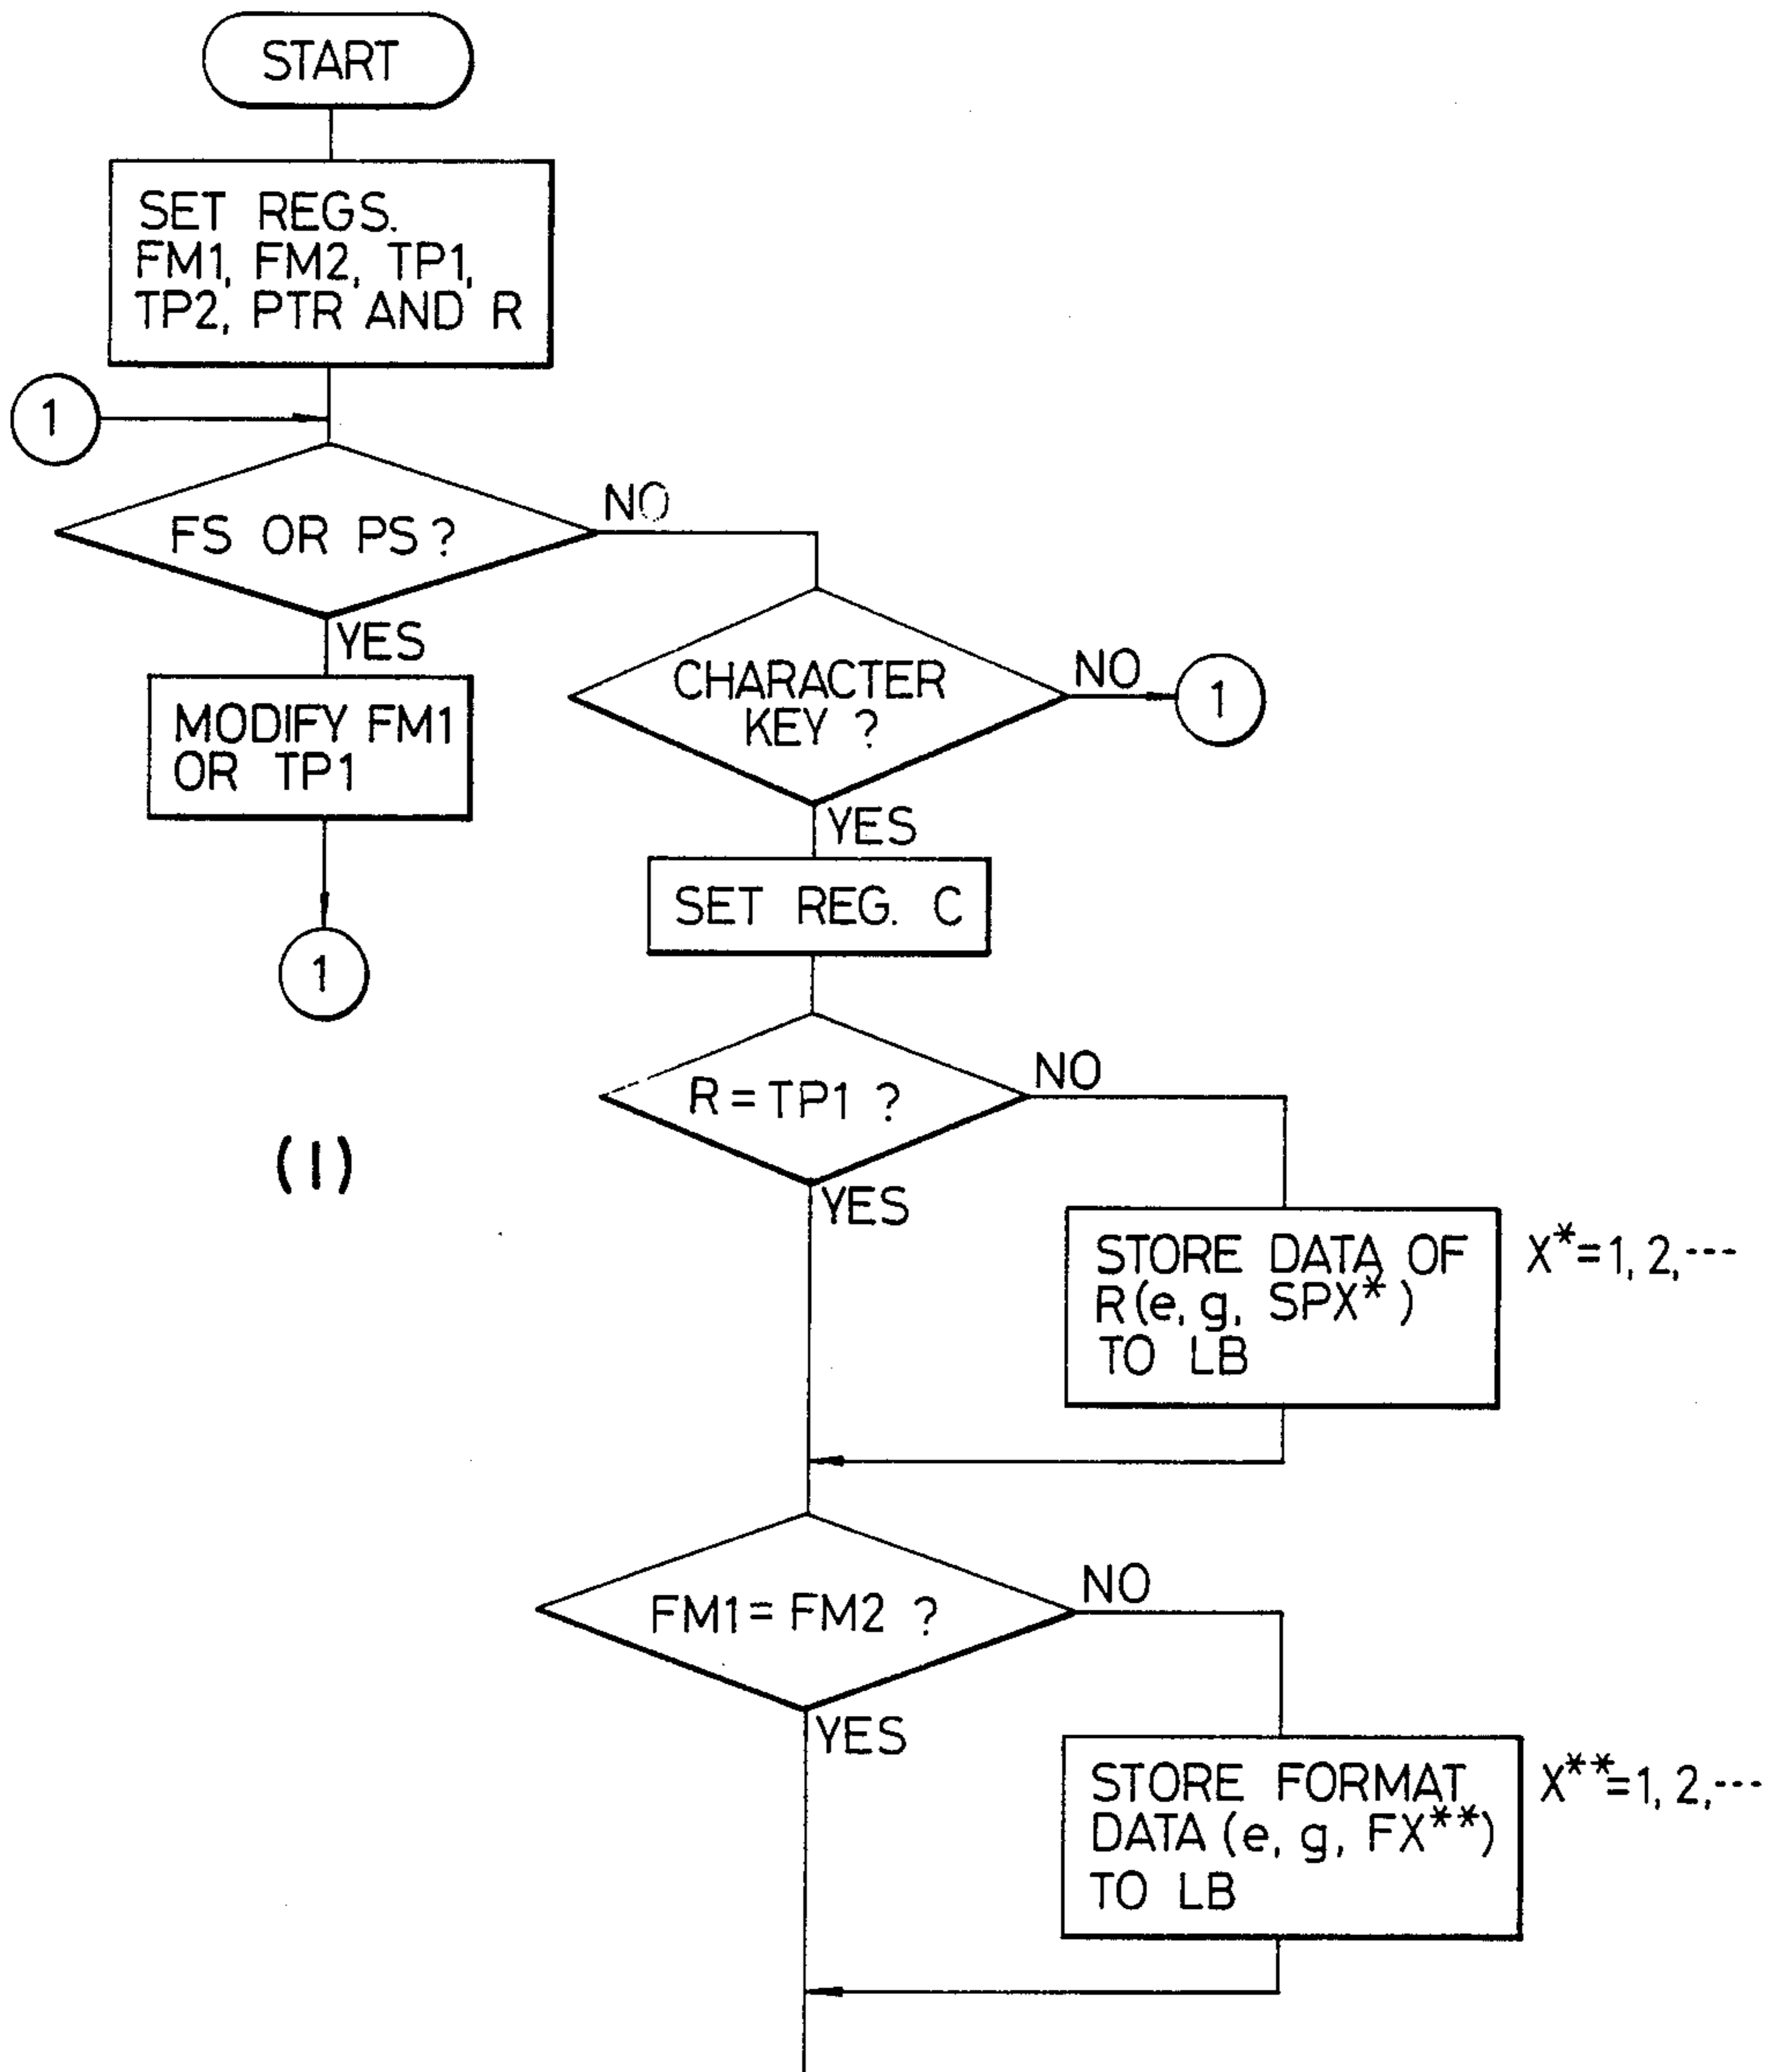 START
SET REGS.
FM1, FM2, TP1,
TP2, PTR AND R
1
FS OR PS?
NO
YES
MODIFY FM1
OR TP1
1
CHARACTER
KEY ?
NO
1
YES
SET REG. C
R=TP1 ?
NO
YES
(1)
STORE DATA OF
R(e, g, SPX*)
TO LB
X*=1, 2, ---
FM1=FM2 ?
NO
YES
STORE FORMAT
DATA (e, g, FX**)
TO LB
X**=1, 2, ---